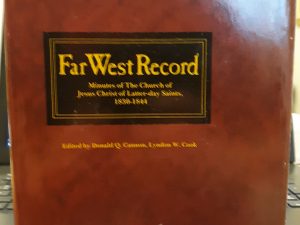 Far West Record
Minutes of The Church of
Jesus Christ of Latter-day Saints,
1830-1844
Edited by Donald Q. Cannon, Lyndon W. Cook